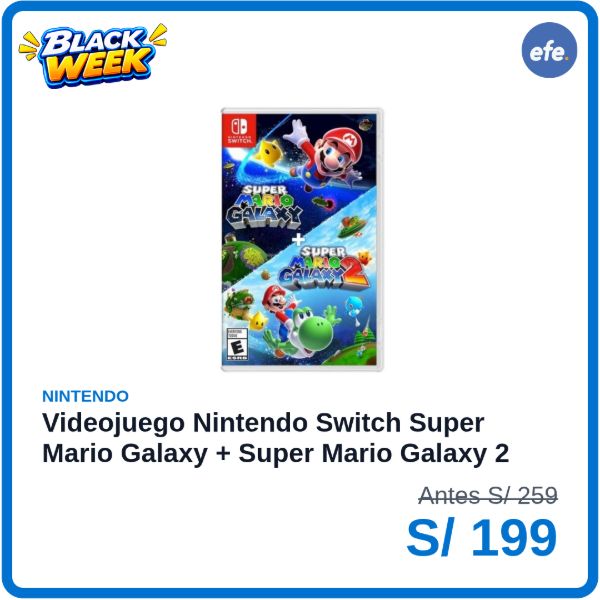 BLACK
WEEK
efe.
NINTENDO
SWITCH
SUPER
MARIO
GALAXY
+
SUPER
MARIO
GALAXY 2
EVERYONE
E
ESRB
NINTENDO
Videojuego Nintendo Switch Super
Mario Galaxy + Super Mario Galaxy 2
Antes S/ 259
S/ 199